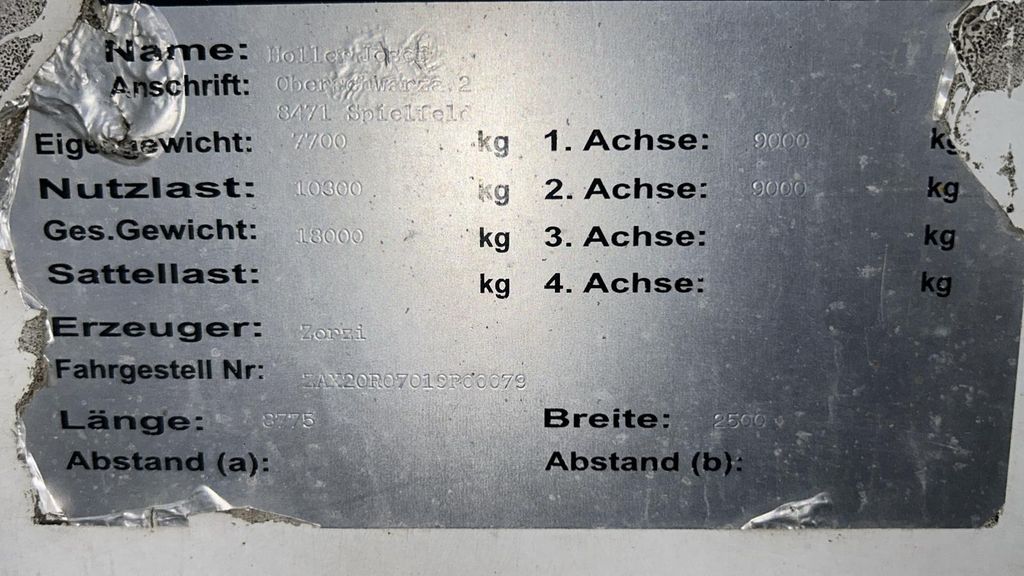 Name:
Anschrift: 2
8471 Spielfeld
7700 kg 1. Achse: 9000
Nutzlast: 10300 kg 2. Achse: 9000 kg
Ges.Gewicht: 18000 kg 3. Achse: kg
Sattellast: kg 4. Achse: kg
Erzeuger: Zorzi
Fahrgestell Nr:
Länge: Breite: 2500
Abstand (a): Abstand (b):